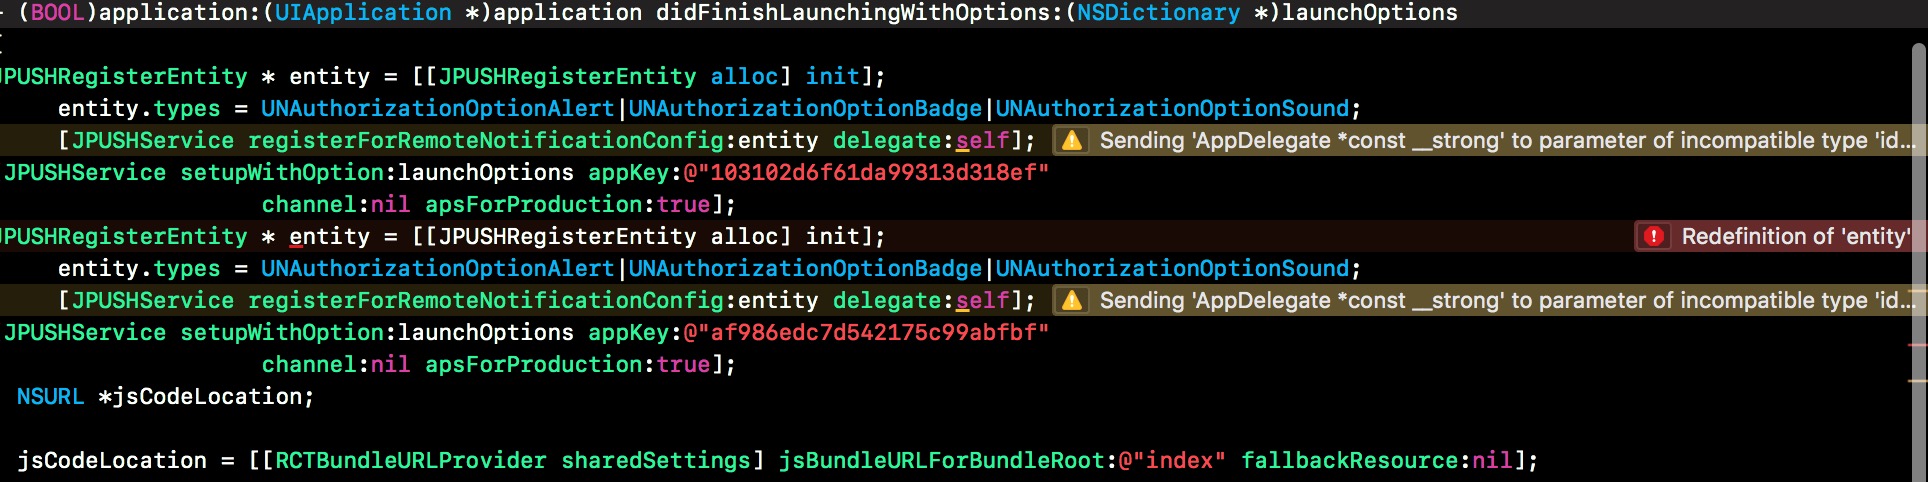 - (BOOL)application:(UIApplication *)application didFinishLaunchingWithOptions:(NSDictionary *)launchOptions
{
JPUSHRegisterEntity * entity = [[JPUSHRegisterEntity alloc] init];
entity.types = UNAuthorizationOptionAlert|UNAuthorizationOptionBadge|UNAuthorizationOptionSound;
[JPUSHService registerForRemoteNotificationConfig:entity delegate:self]; Sending 'AppDelegate *const __strong' to parameter of incompatible type 'id...
JPUSHService setupWithOption:launchOptions appKey:@"103102d6f61da99313d318ef"
channel:nil apsForProduction:true];
JPUSHRegisterEntity * entity = [[JPUSHRegisterEntity alloc] init]; Redefinition of 'entity'
entity.types = UNAuthorizationOptionAlert|UNAuthorizationOptionBadge|UNAuthorizationOptionSound;
[JPUSHService registerForRemoteNotificationConfig:entity delegate:self]; Sending 'AppDelegate *const __strong' to parameter of incompatible type 'id...
JPUSHService setupWithOption:launchOptions appKey:@"af986edc7d542175c99abfbf"
channel:nil apsForProduction:true];
NSURL *jsCodeLocation;
jsCodeLocation = [[RCTBundleURLProvider sharedSettings] jsBundleURLForBundleRoot:@"index" fallbackResource:nil];